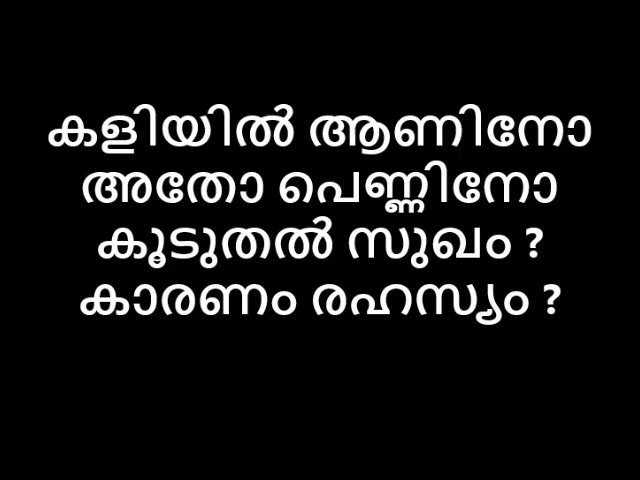 കളിയിൽ ആണിനോ
അതോ പെണ്ണിനോ
കൂടുതൽ സുഖം ?
കാരണം രഹസ്യം ?